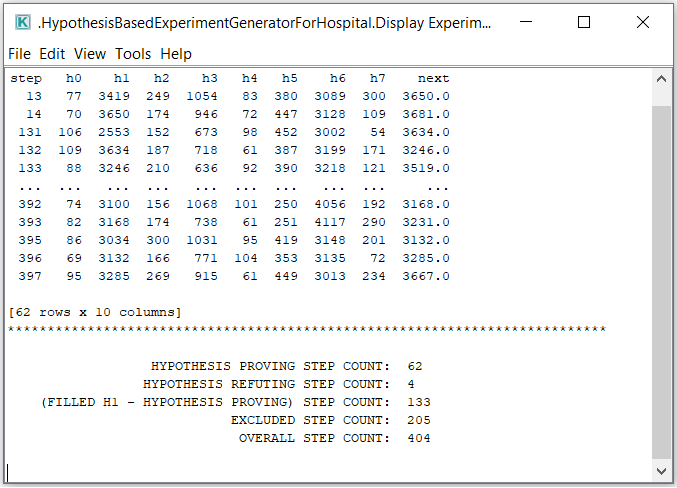 .HypothesisBasedExperimentGeneratorForHospital.Display Experim...
File Edit View Tools Help
step h0 h1 h2 h3 h4 h5 h6 h7 next
13 77 3419 249 1054 83 380 3089 300 3650.0
14 70 3650 174 946 72 447 3128 109 3681.0
131 106 2553 152 673 98 452 3002 54 3634.0
132 109 3634 187 718 61 387 3199 171 3246.0
133 88 3246 210 636 92 390 3218 121 3519.0
... ... ... ... ... ... ... ... ... ...
392 74 3100 156 1068 101 250 4056 192 3168.0
393 82 3168 174 738 61 251 4117 290 3231.0
395 86 3034 300 1031 95 419 3148 201 3132.0
396 69 3132 166 771 104 353 3135 72 3285.0
397 95 3285 269 915 61 449 3013 234 3667.0
[62 rows x 10 columns]
***************************************************************************
HYPOTHESIS PROVING STEP COUNT: 62
HYPOTHESIS REFUTING STEP COUNT: 4
(FILLED H1 - HYPOTHESIS PROVING) STEP COUNT: 133
EXCLUDED STEP COUNT: 205
OVERALL STEP COUNT: 404